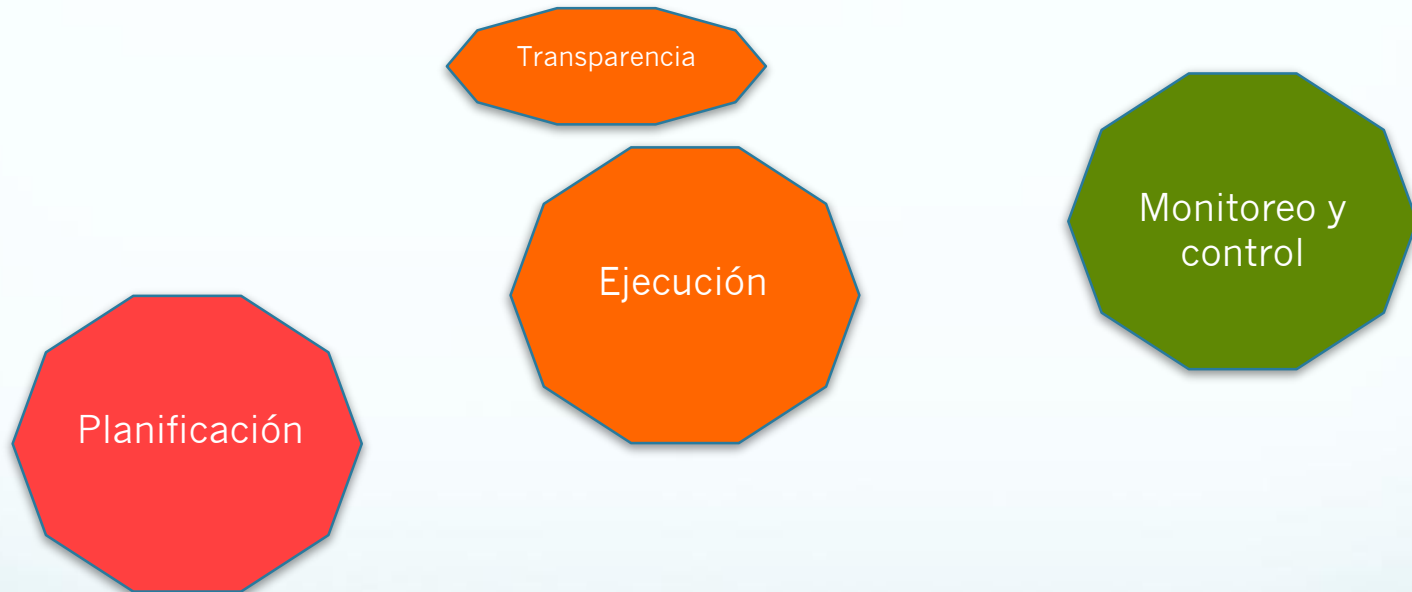 Transparencia
Monitoreo y
control
Ejecución
Planificación